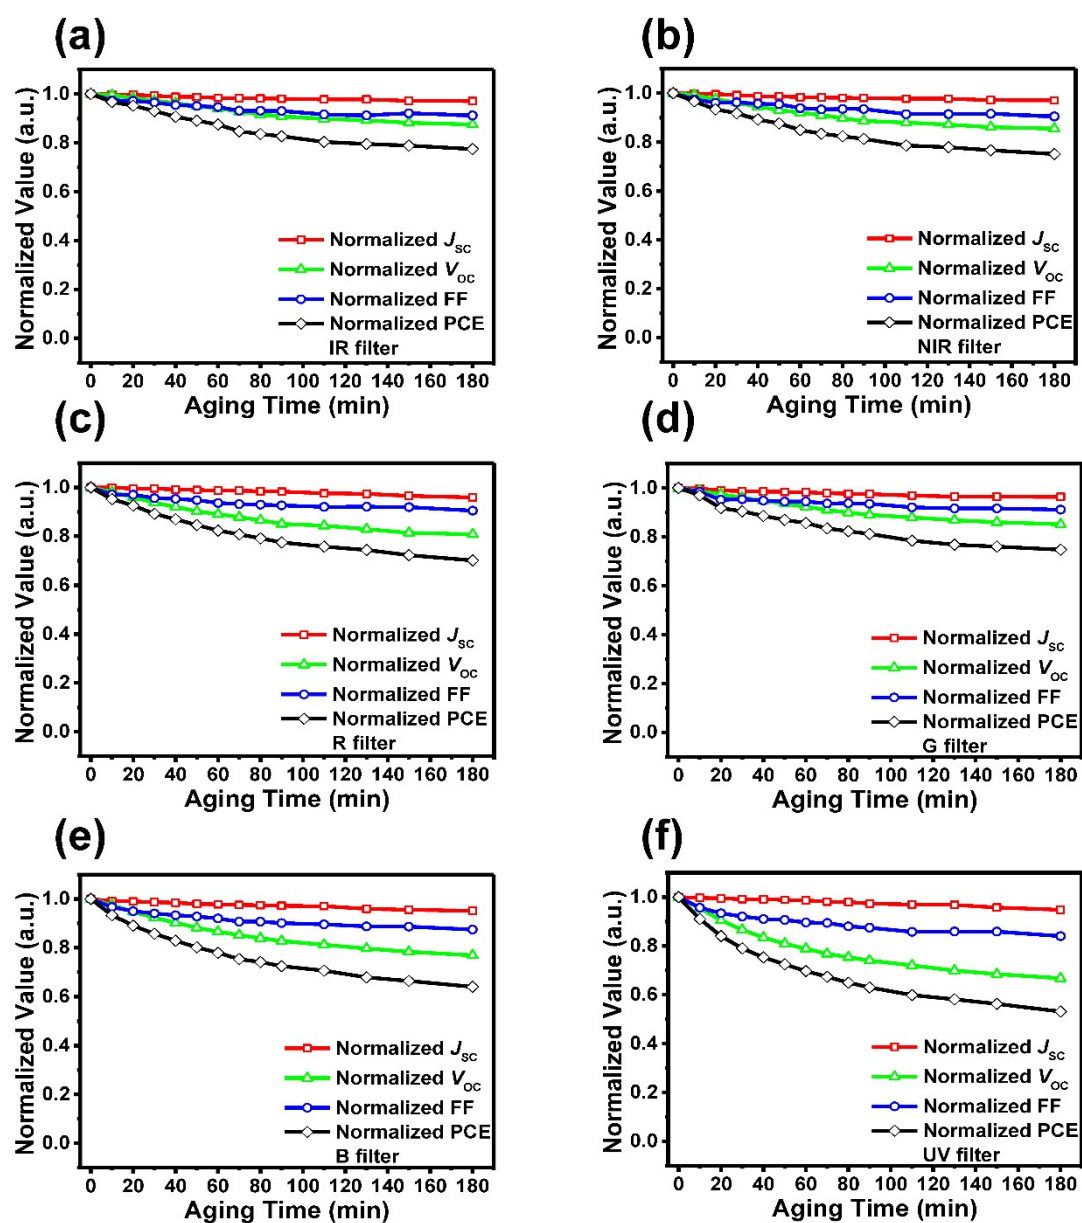 (a)
Normalized Value (a.u.)
1.0
0.8
0.6
0.4
0.2
0.0
Normalized JSC
Normalized VOC
Normalized FF
Normalized PCE
IR filter
0 20 40 60 80 100 120 140 160 180
Aging Time (min)
(b)
Normalized Value (a.u.)
1.0
0.8
0.6
0.4
0.2
0.0
Normalized JSC
Normalized VOC
Normalized FF
Normalized PCE
NIR filter
0 20 40 60 80 100 120 140 160 180
Aging Time (min)
(c)
Normalized Value (a.u.)
1.0
0.8
0.6
0.4
0.2
0.0
Normalized JSC
Normalized VOC
Normalized FF
Normalized PCE
R filter
0 20 40 60 80 100 120 140 160 180
Aging Time (min)
(d)
Normalized Value (a.u.)
1.0
0.8
0.6
0.4
0.2
0.0
Normalized JSC
Normalized VOC
Normalized FF
Normalized PCE
G filter
0 20 40 60 80 100 120 140 160 180
Aging Time (min)
(e)
Normalized Value (a.u.)
1.0
0.8
0.6
0.4
0.2
0.0
Normalized JSC
Normalized VOC
Normalized FF
Normalized PCE
B filter
0 20 40 60 80 100 120 140 160 180
Aging Time (min)
(f)
Normalized Value (a.u.)
1.0
0.8
0.6
0.4
0.2
0.0
Normalized JSC
Normalized VOC
Normalized FF
Normalized PCE
UV filter
0 20 40 60 80 100 120 140 160 180
Aging Time (min)